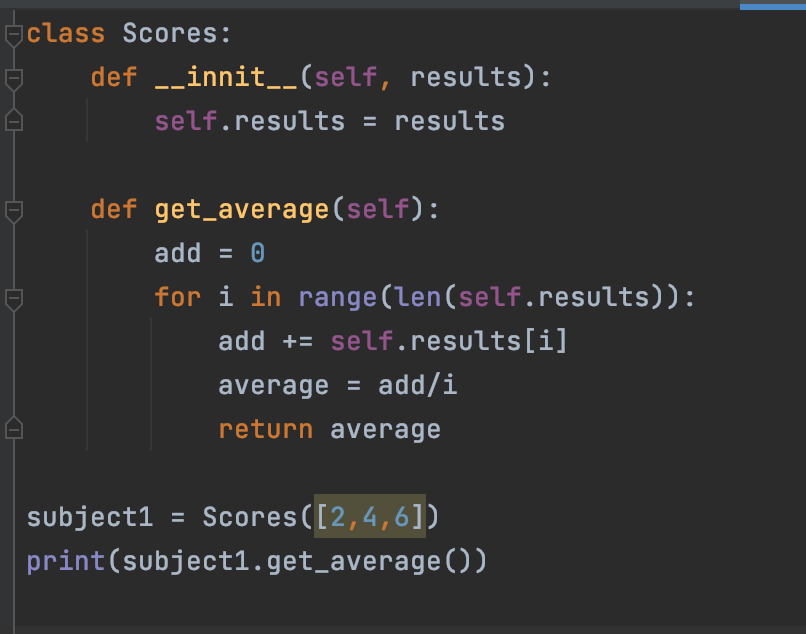 class Scores:
    def __innit__(self, results):
        self.results = results

    def get_average(self):
        add = 0
        for i in range(len(self.results)):
            add += self.results[i]
            average = add/i
            return average

subject1 = Scores([2,4,6])
print(subject1.get_average())